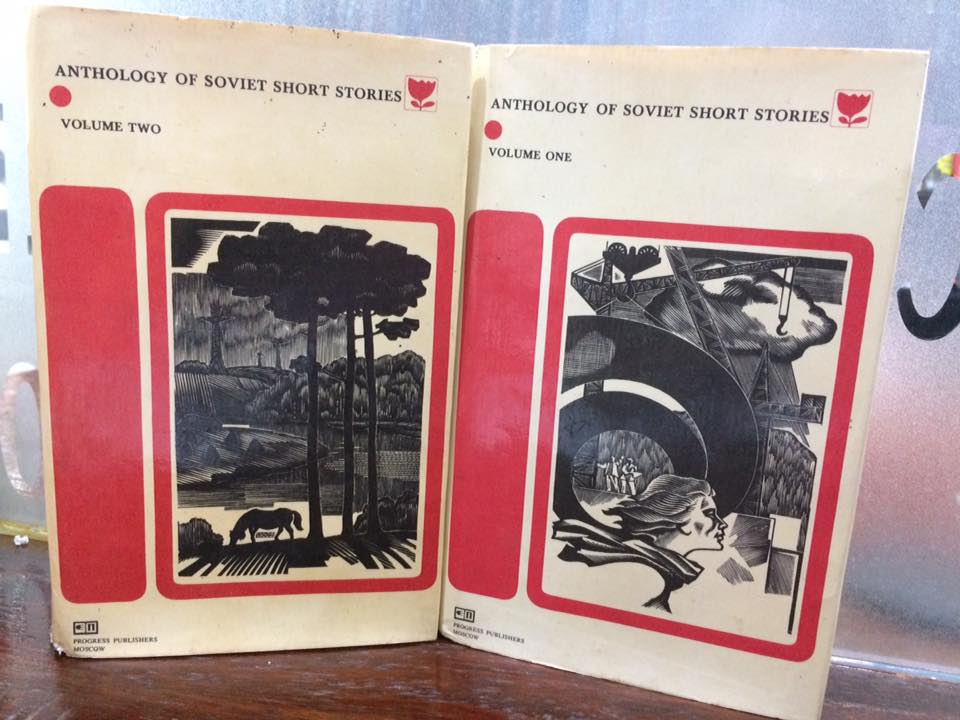 ANTHOLOGY OF SOVIET SHORT STORIES
VOLUME TWO
PROGRESS PUBLISHERS
MOSCOW
ANTHOLOGY OF SOVIET SHORT STORIES
VOLUME ONE
PROGRESS PUBLISHERS
MOSCOW